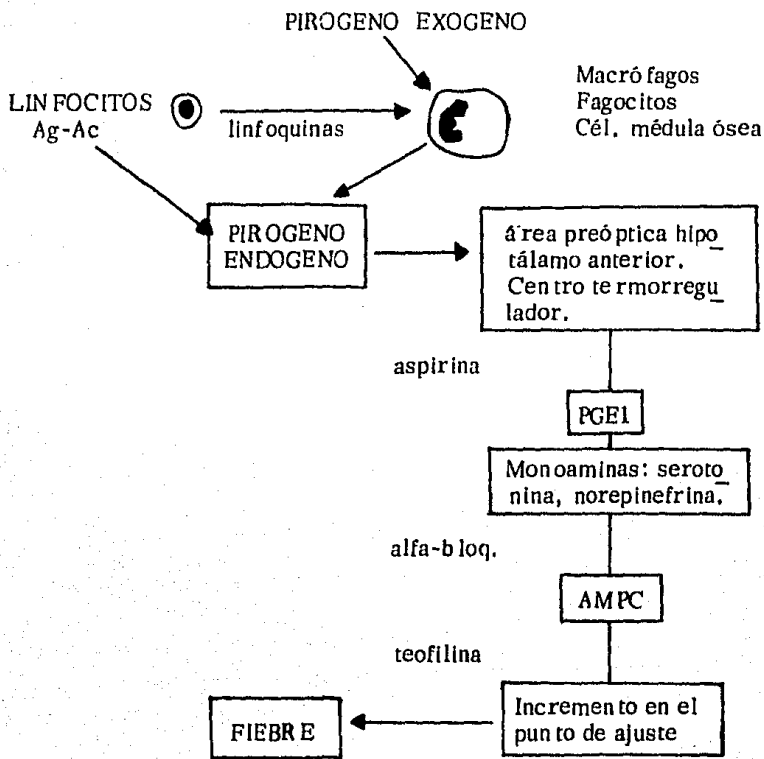 PIROGENO EXOGENO
Macrófagos
Fagocitos
Cél. médula ósea
LINFOCITOS
Ag-Ac
linfoquinas
PIROGENO
ENDOGENO
área preóptica hipo
tálamo anterior.
Centro termorregu
lador.
aspirina
PGE1
Monoaminas: seroto
nina, norepinefrina.
alfa-bloq.
AMPC
teofilina
Incremento en el
punto de ajuste
FIEBRE